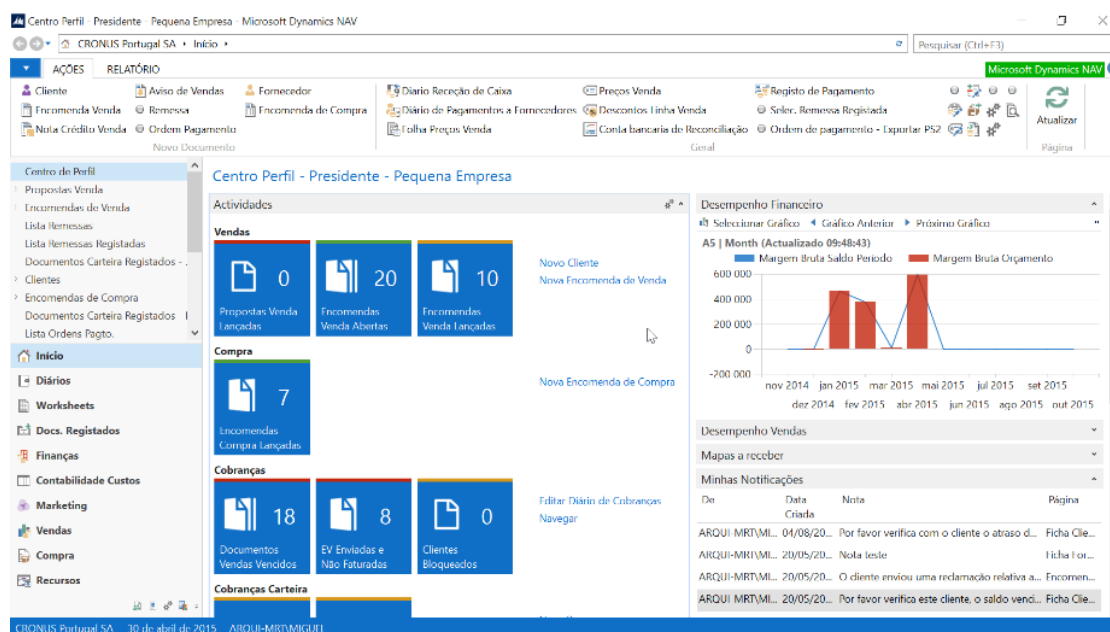 Centro Perfil - Presidente - Pequena Empresa - Microsoft Dynamics NAV
CRONUS Portugal SA
Início
Pesquisar (Ctrl+F3)
AÇÕES
RELATÓRIO
Microsoft Dynamics NAV
Cliente
Aviso de Vendas
Fornecedor
Diario Receção de Caixa
Preços Venda
Registo de Pagamento
Encomenda Venda
Remessa
Encomenda de Compra
Diário de Pagamentos a Fornecedores
Descontos Linha Venda
Selec. Remessa Registada
Nota Crédito Venda
Ordem Pagamento
Folha Preços Venda
Conta bancaria de Reconciliação
Ordem de pagamento - Exportar PS2
Atualizar
Novo Documento
Geral
Página
Centro de Perfil
Propostas Venda
Encomendas de Venda
Lista Remessas
Lista Remessas Registadas
Documentos Carteira Registados - .
Clientes
Encomendas de Compra
Documentos Carteira Registados
Lista Ordens Pagto.
Início
Diários
Worksheets
Docs. Registados
Finanças
Contabilidade Custos
Marketing
Vendas
Compra
Recursos
Centro Perfil - Presidente - Pequena Empresa
Actividades
Vendas
0
Propostas Venda
Lançadas
20
Encomendas
Venda Abertas
10
Encomendas
Venda Lançadas
Novo Cliente
Nova Encomenda de Venda
Compra
7
Encomendas
Compra Lançadas
Nova Encomenda de Compra
Cobranças
18
Documentos
Vendas Vencidos
8
EV Enviadas e
Não Faturadas
0
Clientes
Bloqueados
Editar Diário de Cobranças
Navegar
Cobranças Carteira
Desempenho Financeiro
Seleccionar Gráfico
Gráfico Anterior
Próximo Gráfico
A5 | Month (Actualizado 09:48:43)
Margem Bruta Saldo Periodo
Margem Bruta Orçamento
600 000
400 000
200 000
0
-200 000
nov 2014 jan 2015 mar 2015 mai 2015 jul 2015 set 2015
dez 2014 fev 2015 abr 2015 jun 2015 ago 2015 out 2015
Desempenho Vendas
Mapas a receber
Minhas Notificações
De
Data
Criada
Nota
Página
ARQUI-MRT\MI... 04/08/20... Por favor verifica com o cliente o atraso d... Ficha Clie...
ARQUI-MRT\MI... 20/05/20... Nota teste Ficha For...
ARQUI-MRT\MI... 20/05/20... O cliente enviou uma reclamação relativa a... Encomen...
ARQUI-MRT\MI... 20/05/20... Por favor verifica este cliente, o saldo venci... Ficha Clie...
CRONUS Portugal SA 30 de abril de 2015 ARQUI-MRT\MIGUEL